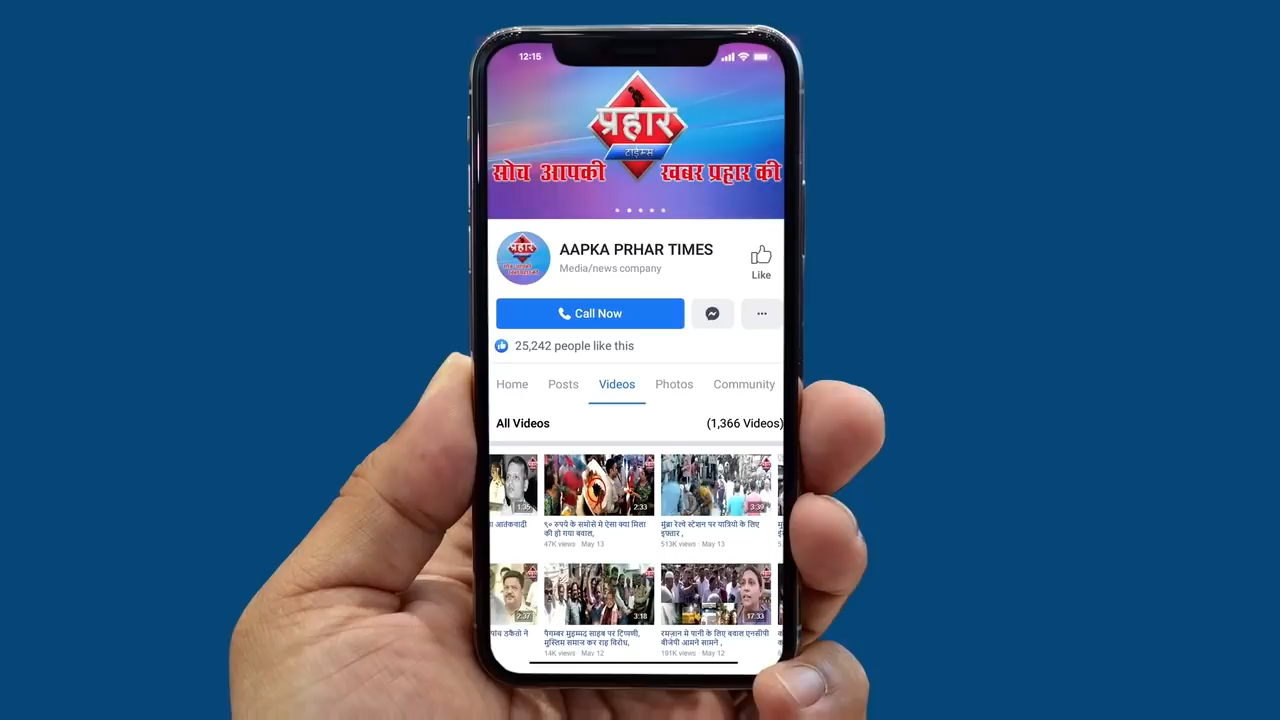 12:15
प्रहार
टाईम्स
सोच आपकी खबर प्रहार की
प्रहार
AAPKA PRHAR TIMES
Media/news company
Like
Call Now
25,242 people like this
Home Posts Videos Photos Community
All Videos (1,366 Videos)
1:35 2:33 3:39
आतंकवादी
९० रुपये के समोसे मे ऐसा क्या मिला
की हो गया बवाल,
47K views · May 13
मुंब्रा रेल्वे स्टेशन पर यात्रियो के लिए
इफ्तार ,
513K views · May 13
2:37 3:18 17:33
पांच डकैतो ने
पैगम्बर मुहम्मद साहब पर टिप्पणी,
मुस्लिम समाज कर राह विरोध,
14K views · May 12
रमज़ान मे पानी के लिए बवाल एनसीपी
बीजेपी आमने सामने ,
191K views · May 12